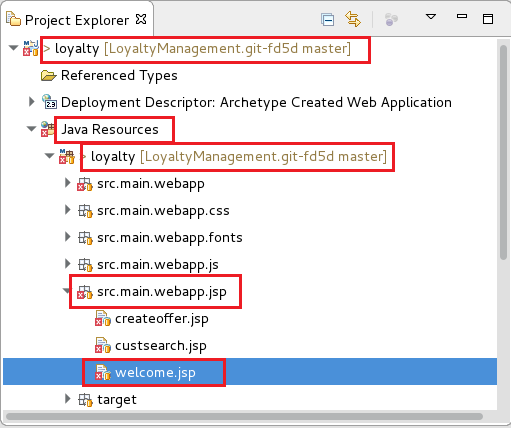 Project Explorer
> loyalty [LoyaltyManagement.git-fd5d master]
Referenced Types
Deployment Descriptor: Archetype Created Web Application
Java Resources
> loyalty [LoyaltyManagement.git-fd5d master]
src.main.webapp
src.main.webapp.css
src.main.webapp.fonts
src.main.webapp.js
src.main.webapp.jsp
createoffer.jsp
custsearch.jsp
welcome.jsp
target